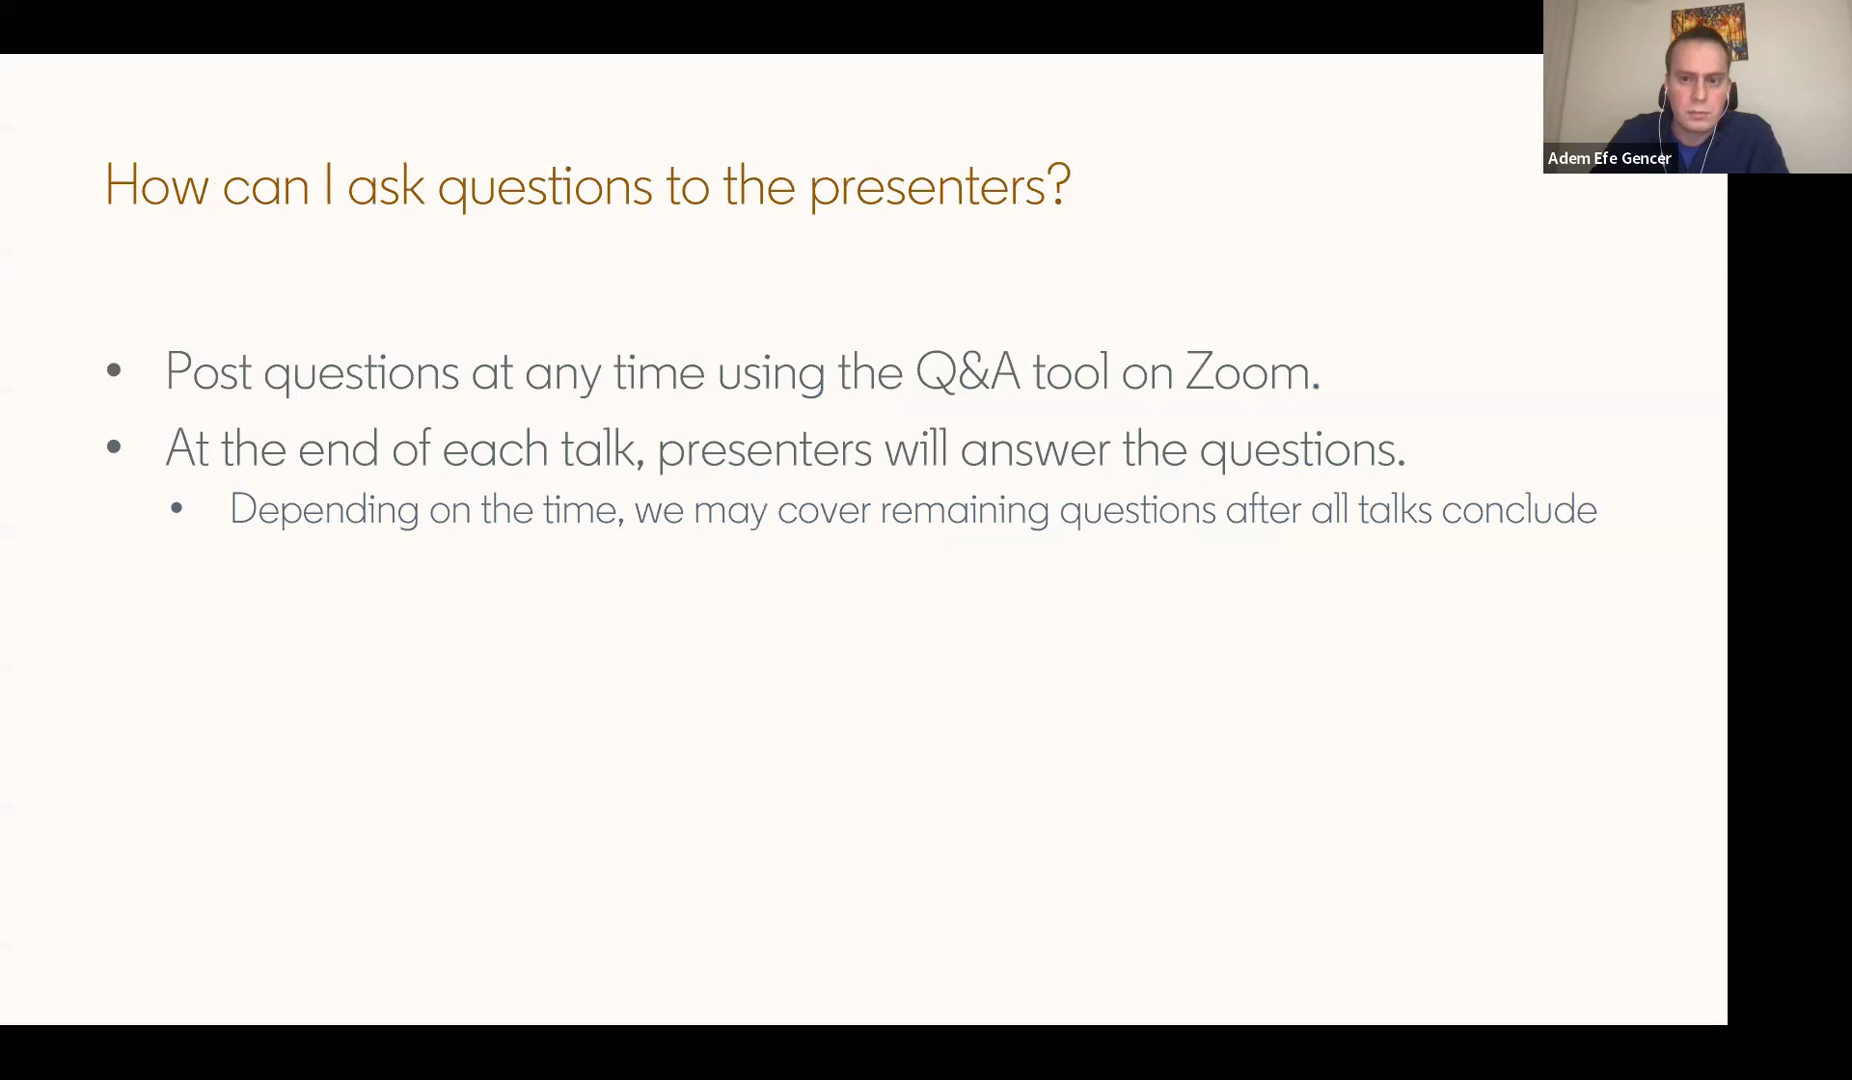 How can I ask questions to the presenters?
• Post questions at any time using the Q&A tool on Zoom.
• At the end of each talk, presenters will answer the questions.
• Depending on the time, we may cover remaining questions after all talks conclude
Adem Efe Gencer